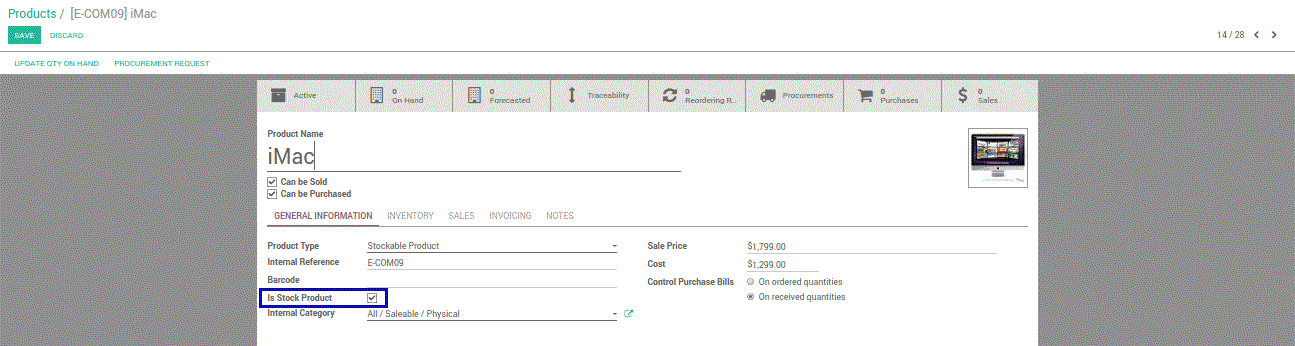 Products / [E-COM09] iMac
SAVE DISCARD
14 / 28
UPDATE QTY ON HAND PROCUREMENT REQUEST
Active
0 On Hand
0 Forecasted
Traceability
0 Reordering R...
Procurements
0 Purchases
0 Sales
Product Name
iMac
Can be Sold
Can be Purchased
GENERAL INFORMATION INVENTORY SALES INVOICING NOTES
Product Type Stockable Product
Internal Reference E-COM09
Barcode
Is Stock Product
Internal Category All / Saleable / Physical
Sale Price $1,799.00
Cost $1,299.00
Control Purchase Bills On ordered quantities
On received quantities